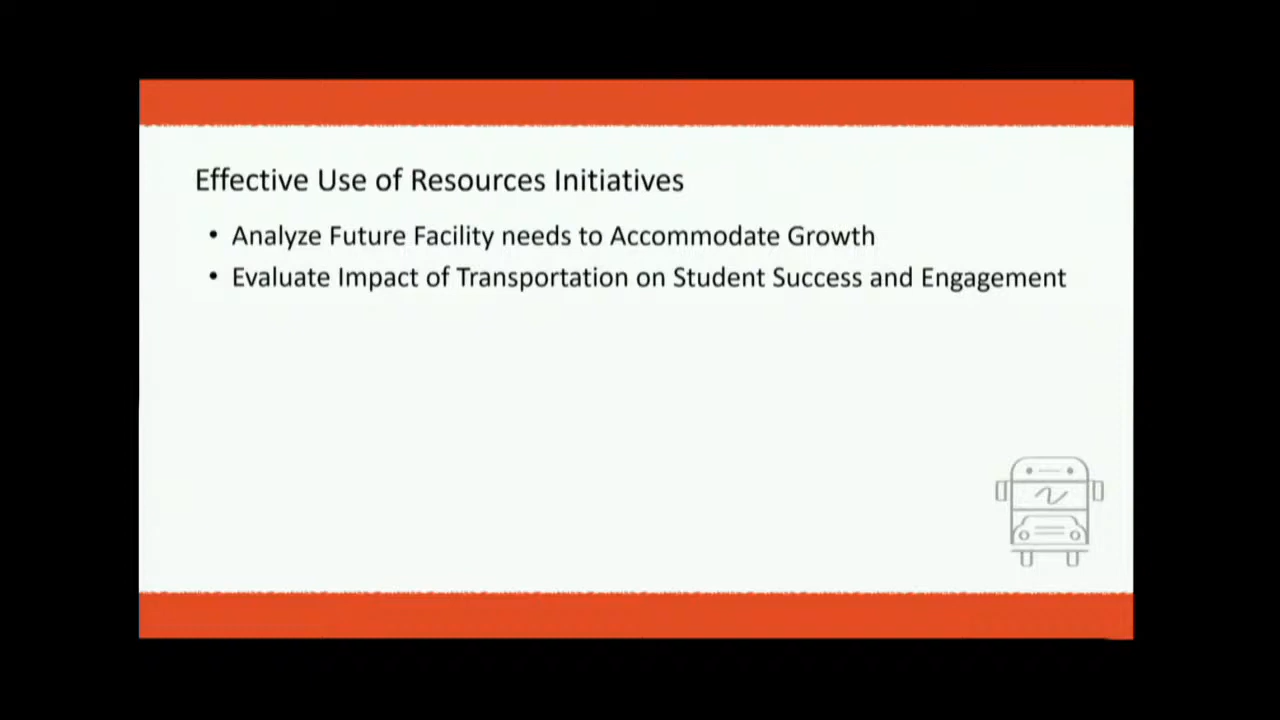 Effective Use of Resources Initiatives
• Analyze Future Facility needs to Accommodate Growth
• Evaluate Impact of Transportation on Student Success and Engagement